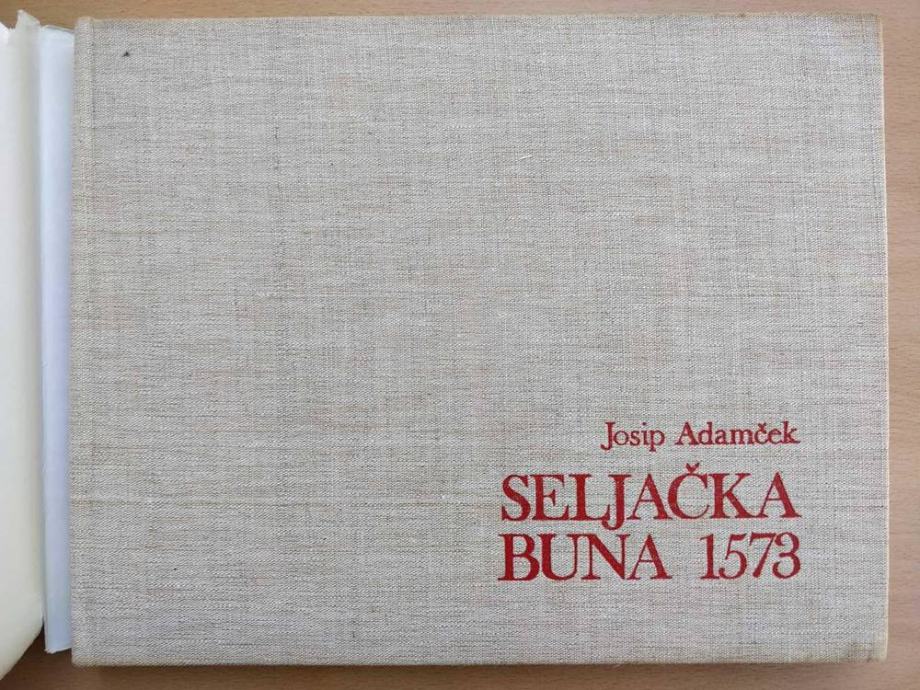 Josip Adamček
SELJAČKA
BUNA 1573